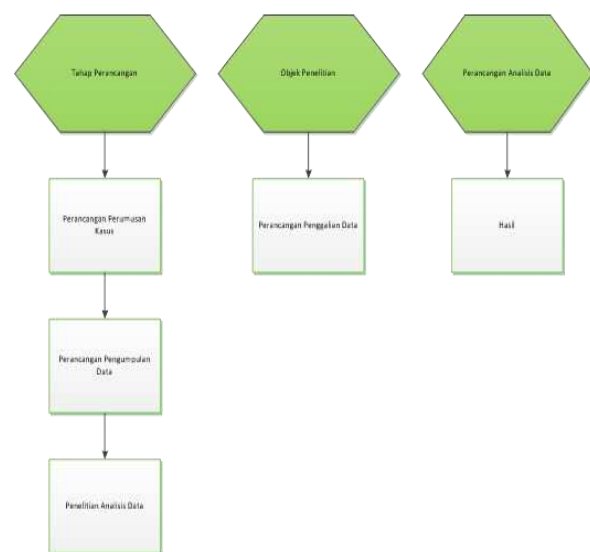 Tahap Perancangan
Objek Penelitian
Perancangan Analisis Data
Perancangan Perumusan
Kasus
Perancangan Penggalian Data
Hasil
Perancangan Pengumpulan
Data
Penelitian Analisis Data